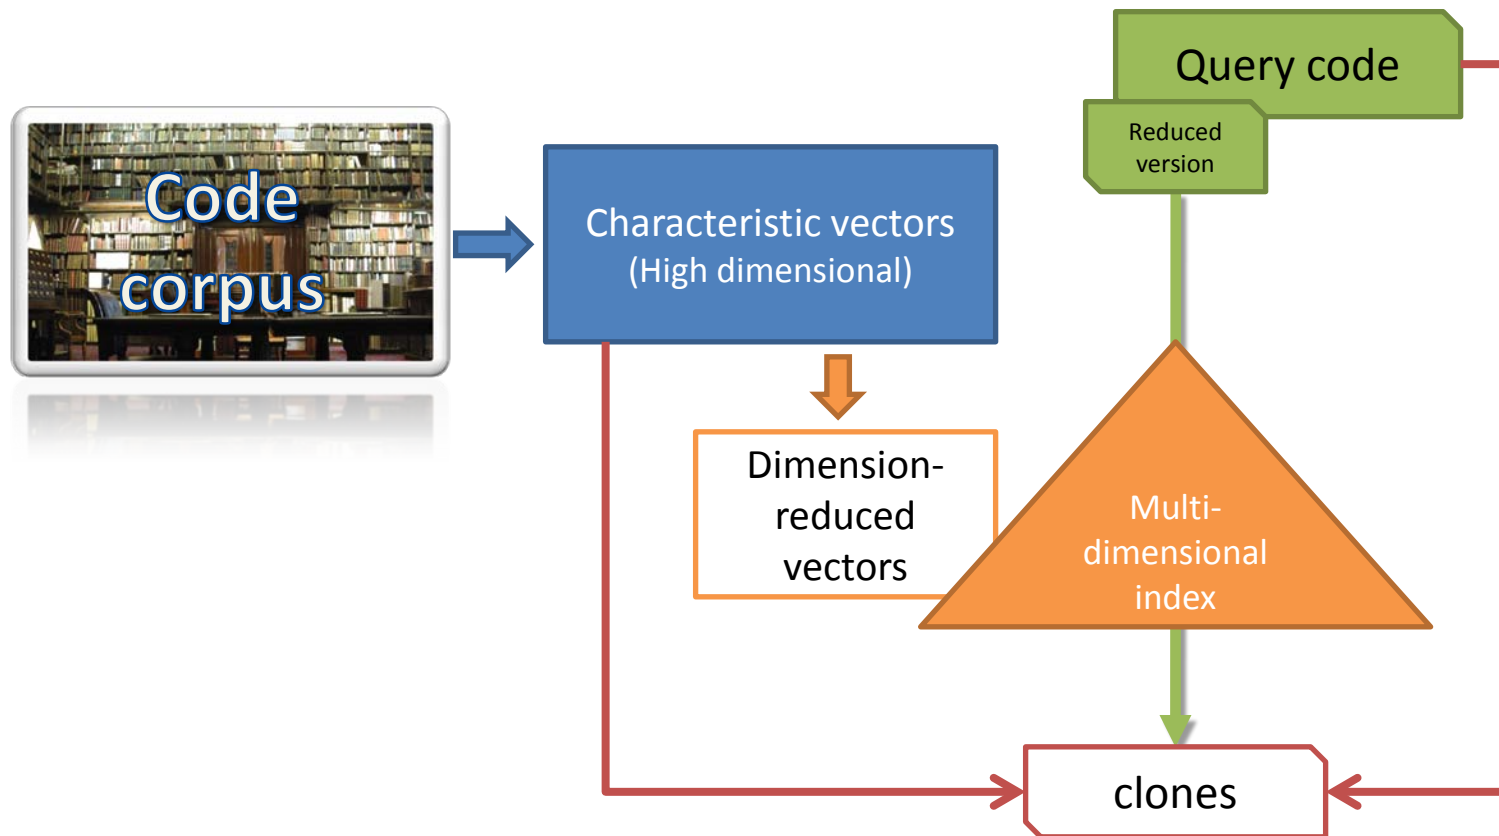 Query code
Reduced
version
Code
corpus
Characteristic vectors
(High dimensional)
Dimension-
reduced
vectors
Multi-
dimensional
index
clones